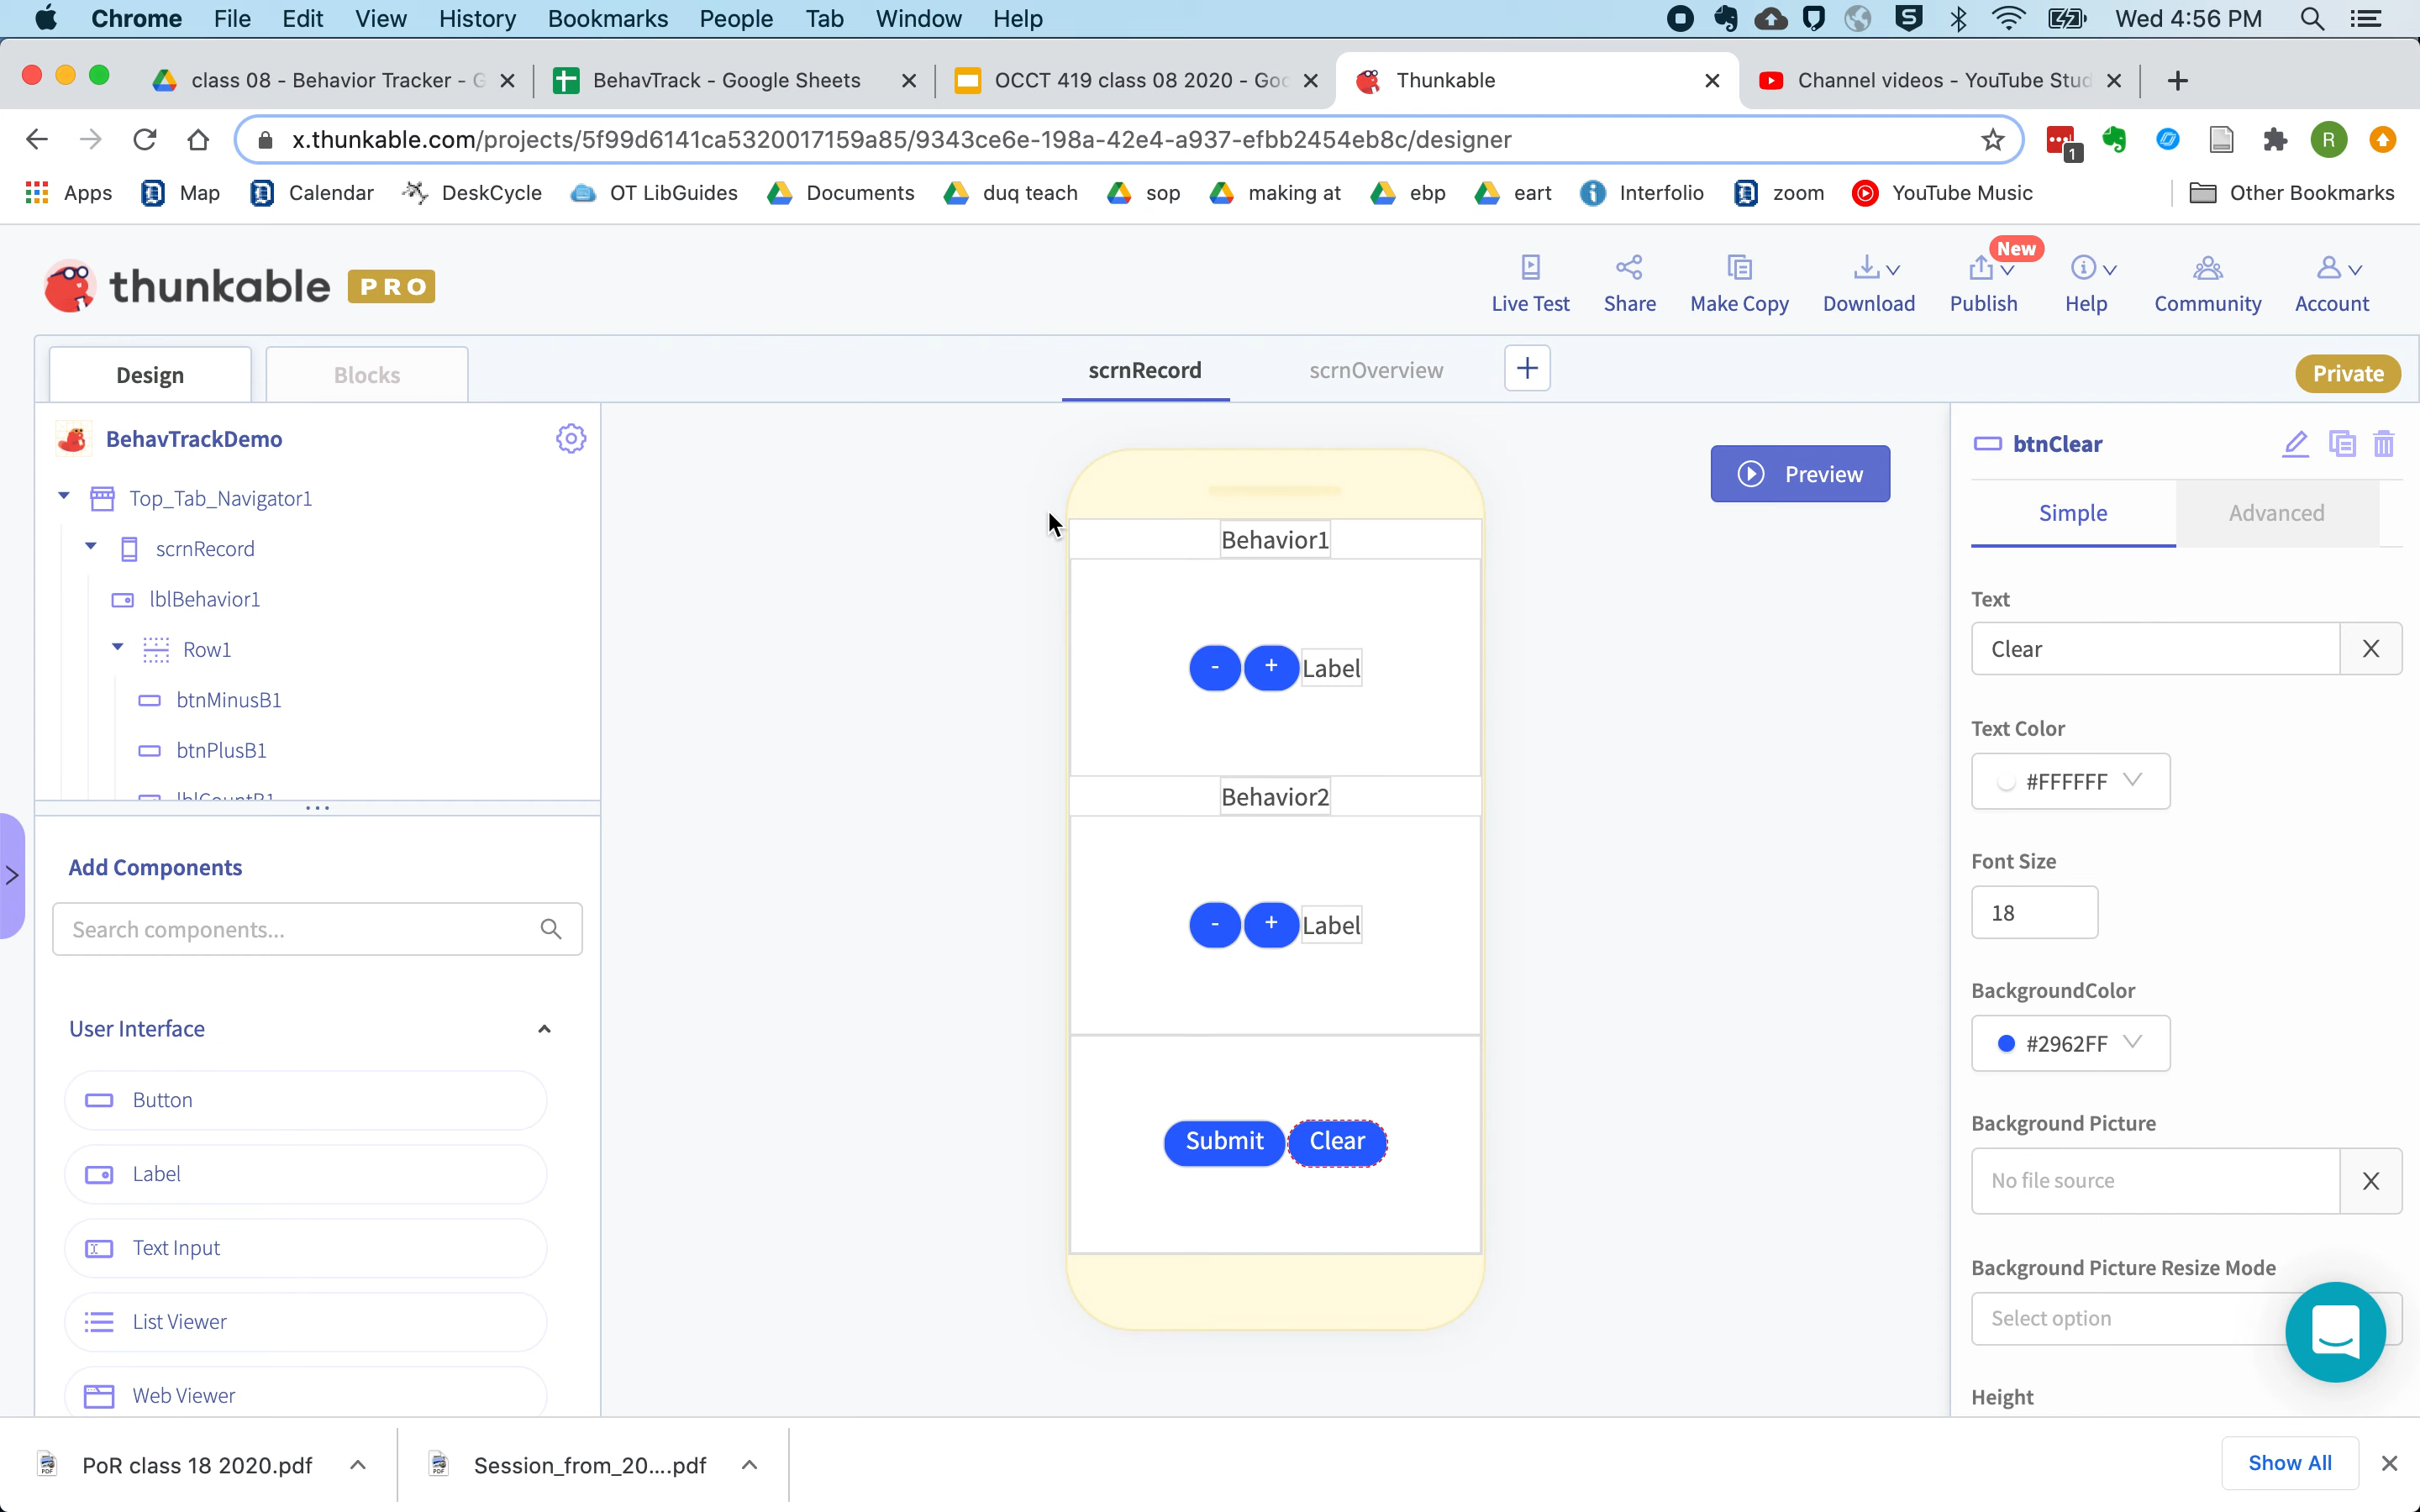 Chrome File Edit View History Bookmarks People Tab Window Help Wed 4:56 PM
class 08 - Behavior Tracker - G
BehavTrack - Google Sheets
OCCT 419 class 08 2020 - Goo
Thunkable
Channel videos - YouTube Stud
x.thunkable.com/projects/5f99d6141ca5320017159a85/9343ce6e-198a-42e4-a937-efbb2454eb8c/designer
1
R
Apps Map Calendar DeskCycle OT LibGuides Documents duq teach sop making at ebp eart Interfolio zoom YouTube Music Other Bookmarks
thunkable PRO
New
Live Test Share Make Copy Download Publish Help Community Account
Design Blocks
scrnRecord scrnOverview +
Private
BehavTrackDemo
Top_Tab_Navigator1
scrnRecord
lblBehavior1
Row1
btnMinusB1
btnPlusB1
lblCountB1
Add Components
Search components...
User Interface
Button
Label
Text Input
List Viewer
Web Viewer
Preview
Behavior1
- + Label
Behavior2
- + Label
Submit Clear
btnClear
Simple Advanced
Text
Clear X
Text Color
#FFFFFF
Font Size
18
BackgroundColor
#2962FF
Background Picture
No file source X
Background Picture Resize Mode
Select option
Height
PoR class 18 2020.pdf
Session_from_20....pdf
Show All